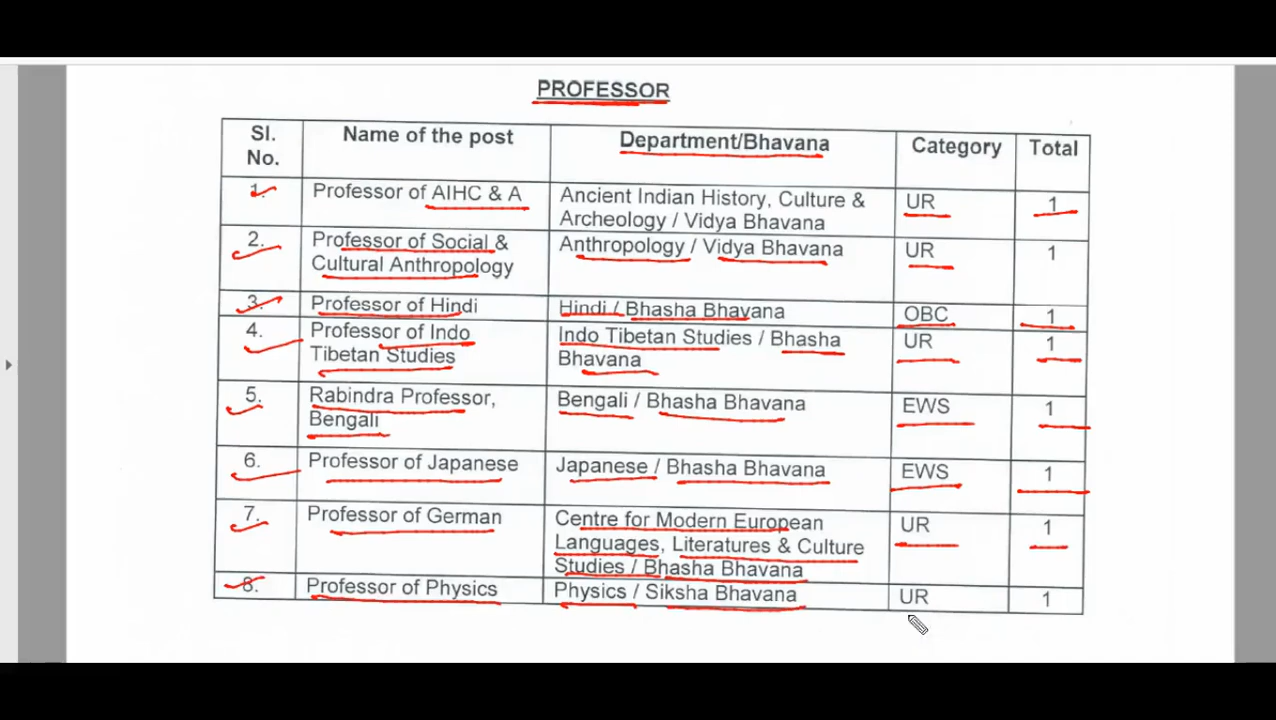 PROFESSOR
Sl. No. Name of the post Department/Bhavana Category Total
1. Professor of AIHC & A Ancient Indian History, Culture & Archeology / Vidya Bhavana UR 1
2. Professor of Social & Cultural Anthropology Anthropology / Vidya Bhavana UR 1
3. Professor of Hindi Hindi / Bhasha Bhavana OBC 1
4. Professor of Indo Tibetan Studies Indo Tibetan Studies / Bhasha Bhavana UR 1
5. Rabindra Professor, Bengali Bengali / Bhasha Bhavana EWS 1
6. Professor of Japanese Japanese / Bhasha Bhavana EWS 1
7. Professor of German Centre for Modern European Languages, Literatures & Culture Studies / Bhasha Bhavana UR 1
8. Professor of Physics Physics / Siksha Bhavana UR 1